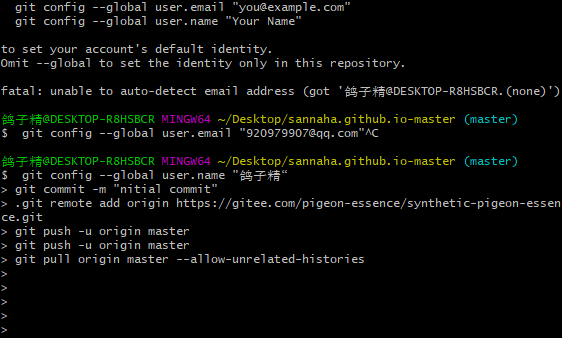 git config --global user.email "you@example.com"
git config --global user.name "Your Name"
to set your account's default identity.
Omit --global to set the identity only in this repository.
fatal: unable to auto-detect email address (got '鸽子精@DESKTOP-R8HSBCR.(none)')
鸽子精@DESKTOP-R8HSBCR MINGW64 ~/Desktop/sannaha.github.io-master (master)
$  git config --global user.email "920979907@qq.com"^C
鸽子精@DESKTOP-R8HSBCR MINGW64 ~/Desktop/sannaha.github.io-master (master)
$  git config --global user.name "鸽子精“
> git commit -m "nitial commit"
> .git remote add origin https://gitee.com/pigeon-essence/synthetic-pigeon-essen
ce.git
> git push -u origin master
> git push -u origin master
> git pull origin master --allow-unrelated-histories
>
>
>
>
>